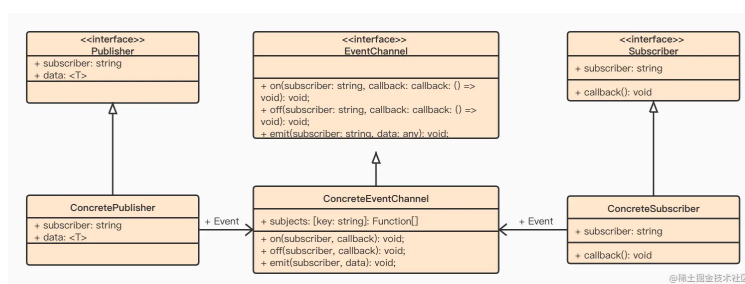 <<interface>>
Publisher
+ subscriber: string
+ data: <T>
<<interface>>
EventChannel
+ on(subscriber: string, callback: callback: () =>
void): void;
+ off(subscriber: string, callback: callback: () =>
void): void;
+ emit(subscriber: string, data: any): void;
<<interface>>
Subscriber
+ subscriber: string
+ callback(): void
ConcretePublisher
+ subscriber: string
+ data: <T>
+ Event
ConcreteEventChannel
+ subjects: [key: string]: Function[]
+ on(subscriber, callback): void;
+ off(subscriber, callback): void;
+ emit(subscriber, data): void;
+ Event
ConcreteSubscriber
+ subscriber: string
+ callback(): void
@稀土掘金技术社区